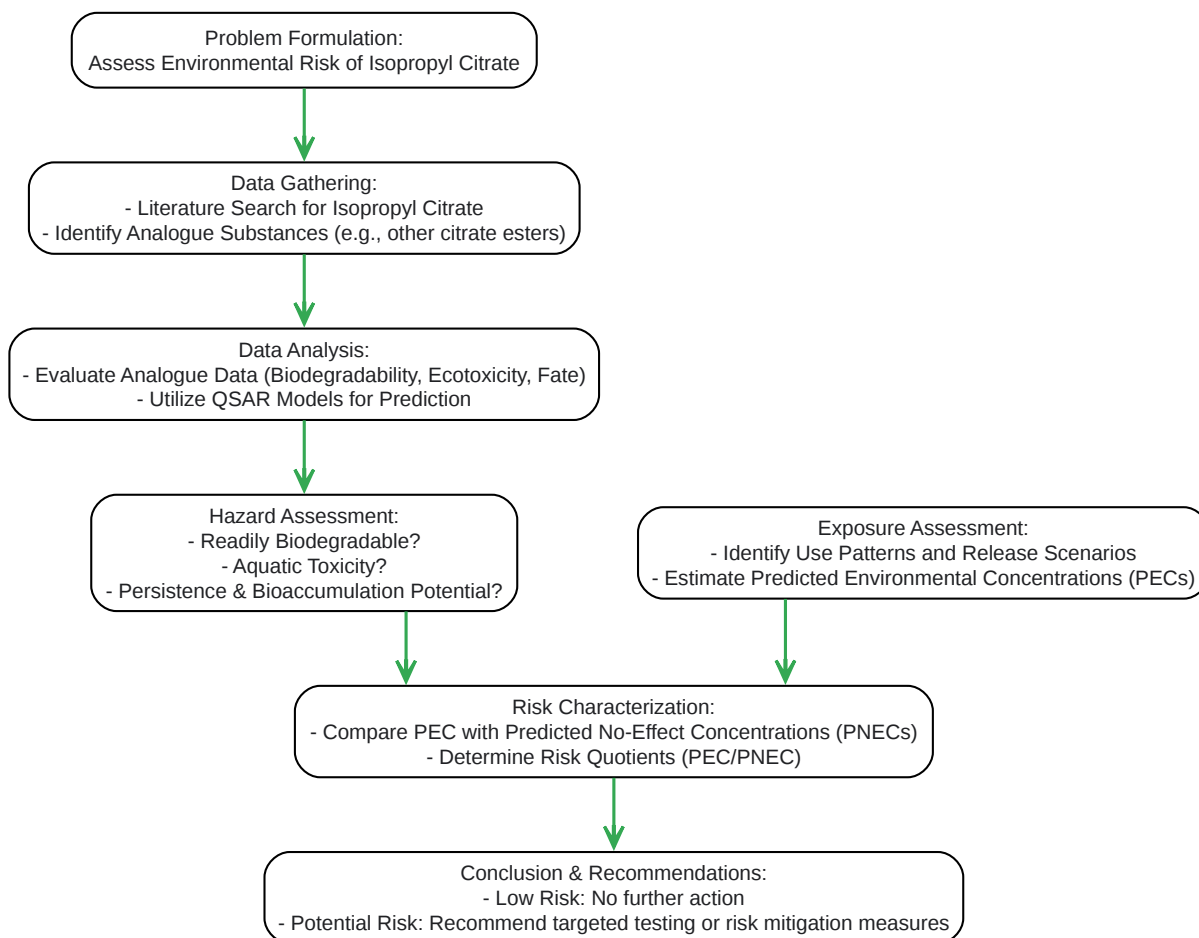 Problem Formulation:
Assess Environmental Risk of Isopropyl Citrate
Data Gathering:
- Literature Search for Isopropyl Citrate
- Identify Analogue Substances (e.g., other citrate esters)
Data Analysis:
- Evaluate Analogue Data (Biodegradability, Ecotoxicity, Fate)
- Utilize QSAR Models for Prediction
Hazard Assessment:
- Readily Biodegradable?
- Aquatic Toxicity?
- Persistence & Bioaccumulation Potential?
Exposure Assessment:
- Identify Use Patterns and Release Scenarios
- Estimate Predicted Environmental Concentrations (PECs)
Risk Characterization:
- Compare PEC with Predicted No-Effect Concentrations (PNECs)
- Determine Risk Quotients (PEC/PNEC)
Conclusion & Recommendations:
- Low Risk: No further action
- Potential Risk: Recommend targeted testing or risk mitigation measures